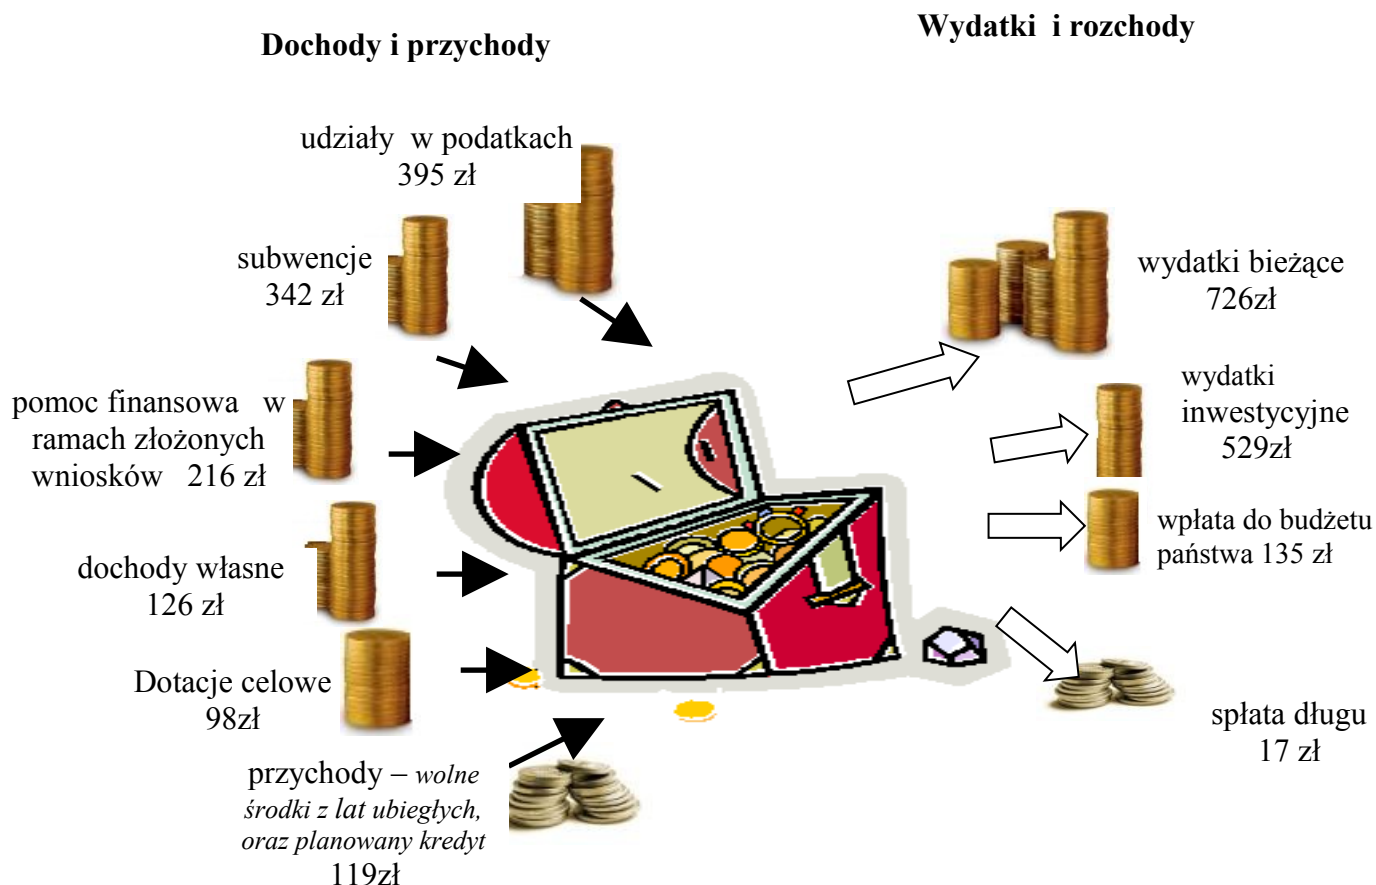 Dochody i przychody
udziały w podatkach
395 zł
subwencje
342 zł
pomoc finansowa w
ramach złożonych
wniosków 216 zł
dochody własne
126 zł
Dotacje celowe
98zł
przychody – wolne
środki z lat ubiegłych,
oraz planowany kredyt
119zł
Wydatki i rozchody
wydatki bieżące
726zł
wydatki
inwestycyjne
529zł
wpłata do budżetu
państwa 135 zł
spłata długu
17 zł